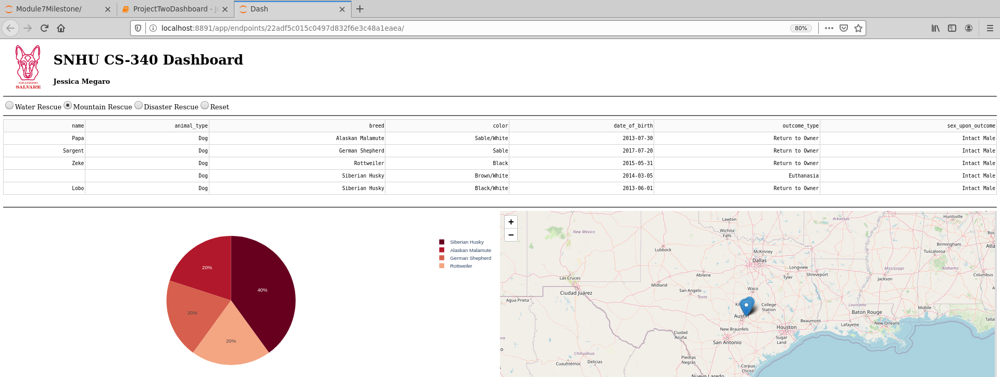 Module7Milestone/
ProjectTwoDashboard - Ju
Dash
localhost:8891/app/endpoints/22adf5c015c0497d832f6e3c48a1eaea/
80%
GRAZIOSO
SALVARE
SNHU CS-340 Dashboard
Jessica Megaro
Water Rescue Mountain Rescue Disaster Rescue Reset
name animal_type breed color date_of_birth outcome_type sex_upon_outcome
Papa Dog Alaskan Malamute Sable/White 2013-07-30 Return to Owner Intact Male
Sargent Dog German Shepherd Sable 2017-07-20 Return to Owner Intact Male
Zeke Dog Rottweiler Black 2015-05-31 Return to Owner Intact Male
Dog Siberian Husky Brown/White 2014-03-05 Euthanasia Intact Male
Lobo Dog Siberian Husky Black/White 2013-06-01 Return to Owner Intact Male
Siberian Husky
Alaskan Malamute
German Shepherd
Rottweiler
40%
20%
20%
20%
+
−
New Mexico
Lawton
Wichita
Falls
Arkansas
Huntsville
Ros
Atla
Birmingham
Tuscaloosa
Lubbock
McKinney
Dallas
Longview
Shreveport
Mississippi
Alabama
Columbus
Abilene
Tyler
Jackson
Las Cruces
Midland
San Angelo
Waco
Ciudad Juárez
Texas
A
Agua Prieta
Kil
College
Station
Louisiana
Mobile
Baton Rouge
Austin
Beaumont
Lafayette
New Orleans
Talla
New Braunfels
Houston
Ciudad
Acuña
Sugar
Land
San Antonio
ora
o
Chihuahua
Piedras
Negras
Cuauhtémoc
Delicias
Corpus
Christi
Nuevo Laredo